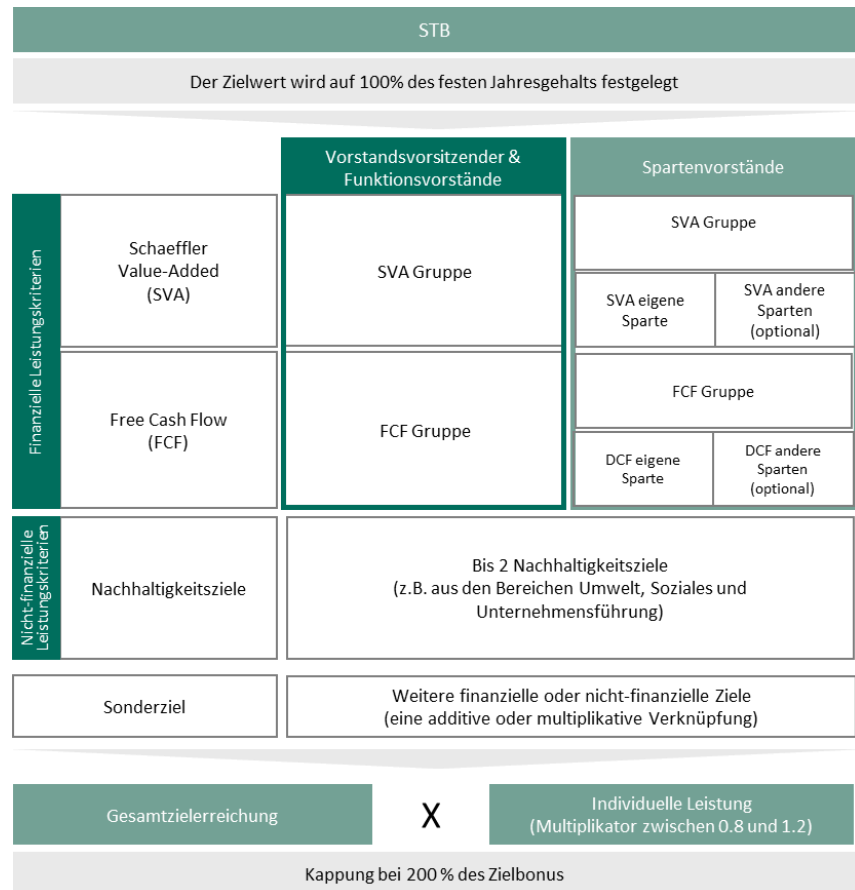 STB
Der Zielwert wird auf 100% des festen Jahresgehalts festgelegt
Vorstandsvorsitzender &
Funktionsvorstände
Spartenvorstände
Finanzielle Leistungskriterien
Schaeffler
Value-Added
(SVA)
SVA Gruppe
SVA Gruppe
SVA eigene
Sparte
SVA andere
Sparten
(optional)
Free Cash Flow
(FCF)
FCF Gruppe
FCF Gruppe
DCF eigene
Sparte
DCF andere
Sparten
(optional)
Nicht-finanzielle
Leistungskriterien
Nachhaltigkeitsziele
Bis 2 Nachhaltigkeitsziele
(z.B. aus den Bereichen Umwelt, Soziales und
Unternehmensführung)
Sonderziel
Weitere finanzielle oder nicht-finanzielle Ziele
(eine additive oder multiplikative Verknüpfung)
Gesamtzielerreichung
X
Individuelle Leistung
(Multiplikator zwischen 0.8 und 1.2)
Kappung bei 200 % des Zielbonus